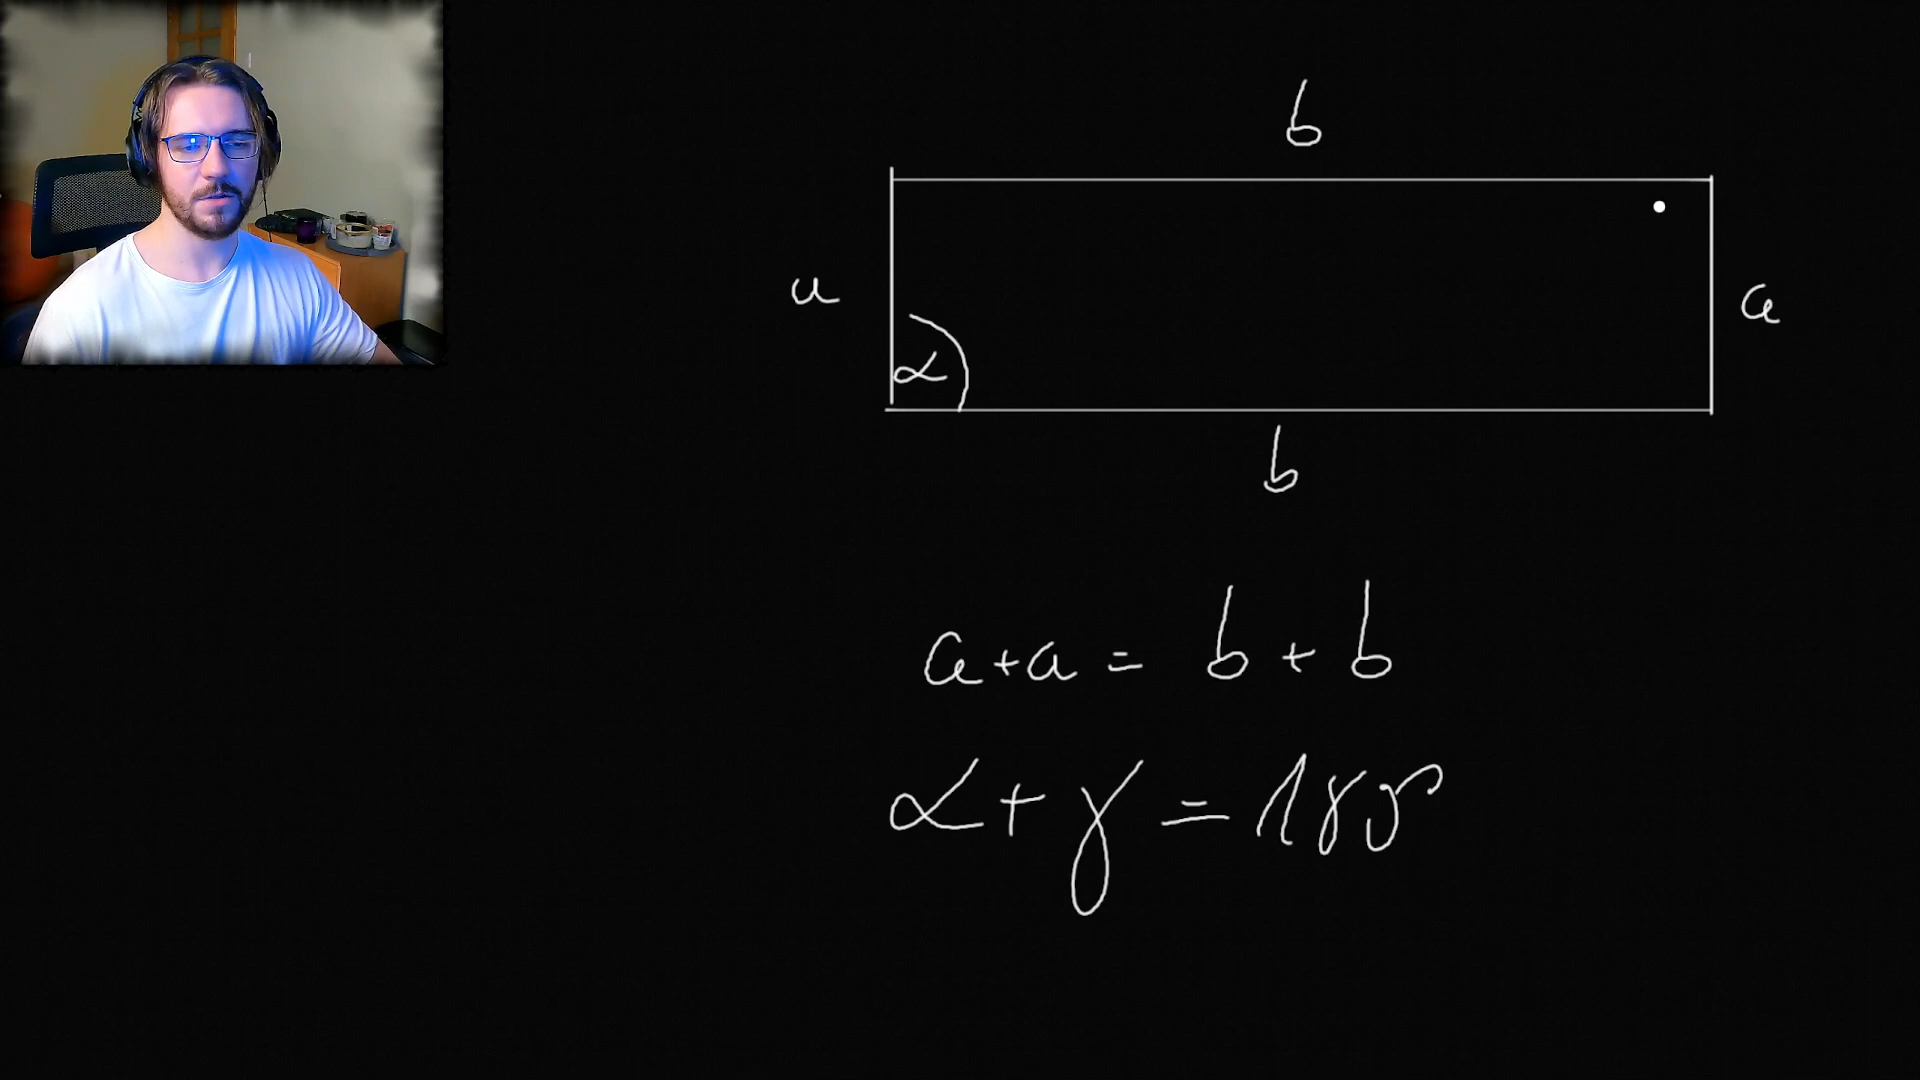 b
a
a
α
b
a+a = b + b
α + γ = 180°